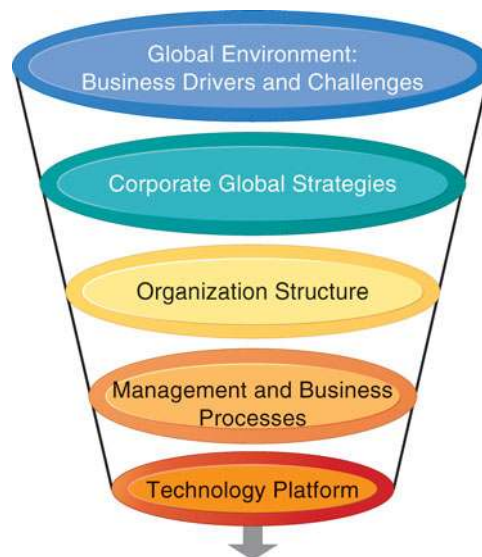 Global Environment:
Business Drivers and Challenges
Corporate Global Strategies
Organization Structure
Management and Business
Processes
Technology Platform